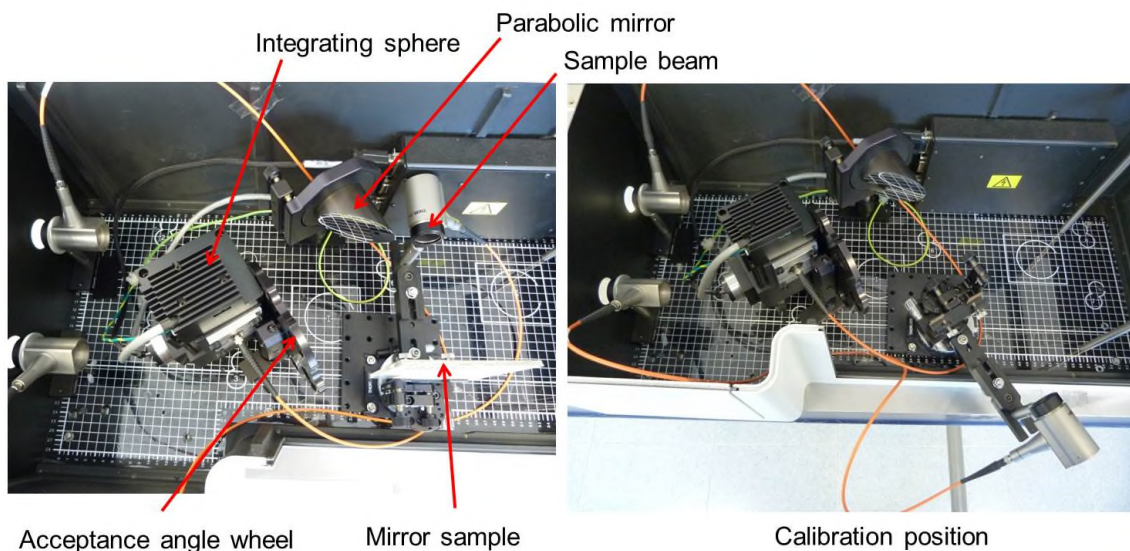 Parabolic mirror
Integrating sphere
Sample beam
Acceptance angle wheel
Mirror sample
Calibration position